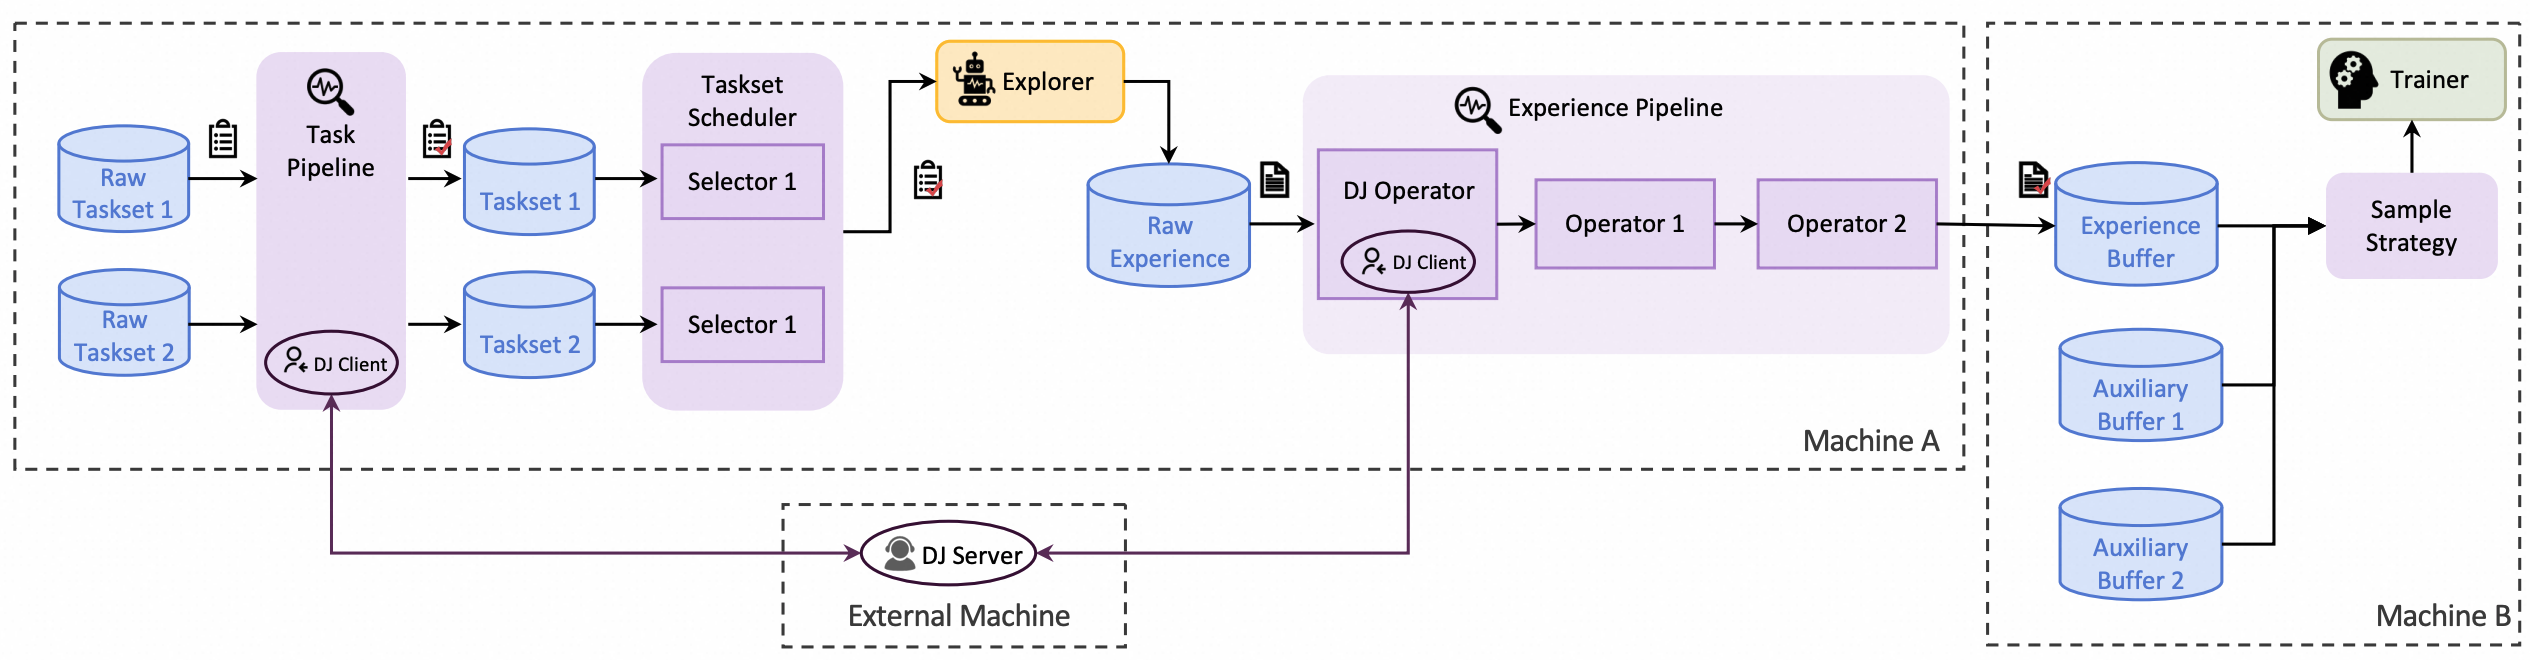 Raw
Taskset 1
Raw
Taskset 2
Task
Pipeline
DJ Client
Taskset 1
Taskset 2
Taskset
Scheduler
Selector 1
Selector 1
Explorer
Raw
Experience
Experience Pipeline
DJ Operator
DJ Client
Operator 1
Operator 2
Machine A
DJ Server
External Machine
Experience
Buffer
Auxiliary
Buffer 1
Auxiliary
Buffer 2
Trainer
Sample
Strategy
Machine B